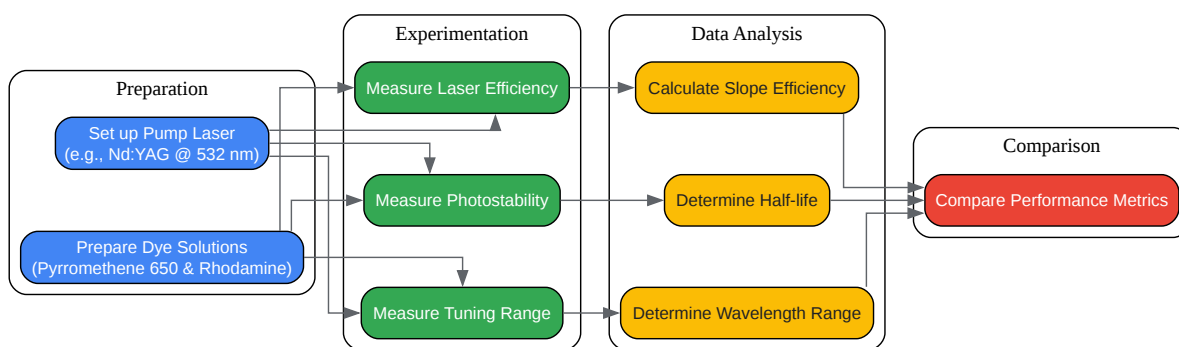 Preparation
Set up Pump Laser
(e.g., Nd:YAG @ 532 nm)
Prepare Dye Solutions
(Pyrromethene 650 & Rhodamine)
Experimentation
Measure Laser Efficiency
Measure Photostability
Measure Tuning Range
Data Analysis
Calculate Slope Efficiency
Determine Half-life
Determine Wavelength Range
Comparison
Compare Performance Metrics